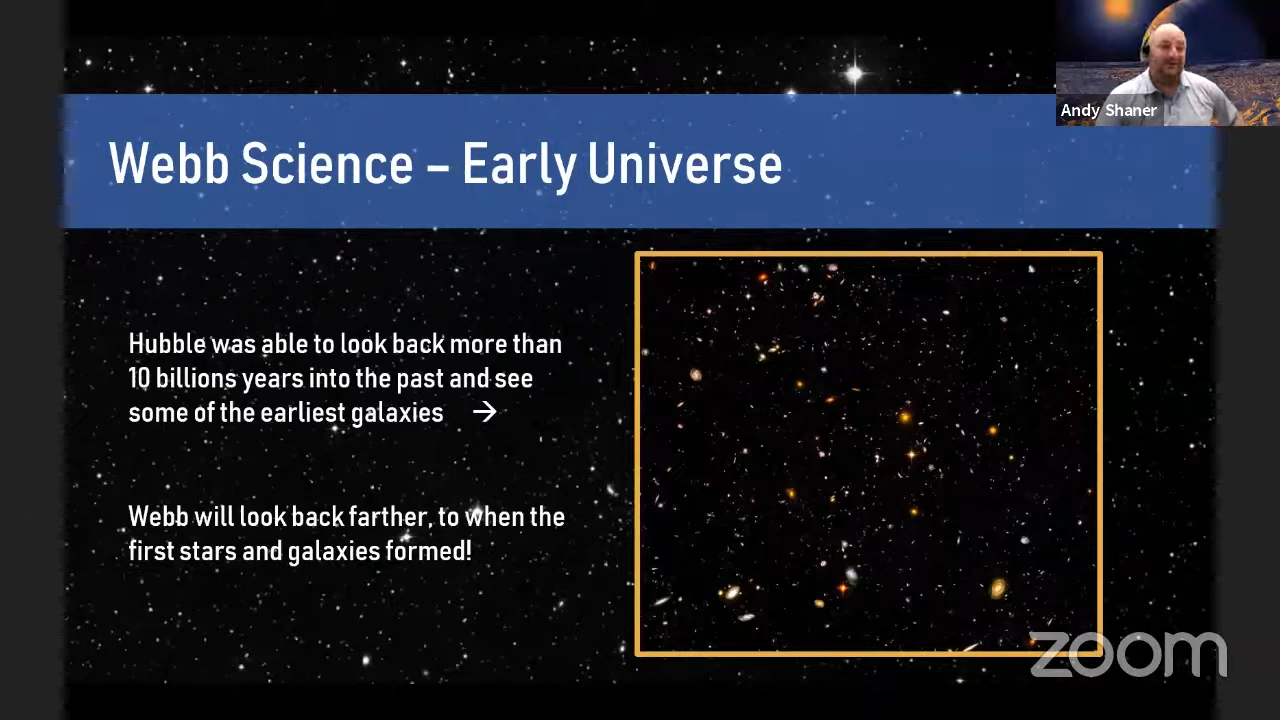 Andy Shaner
Webb Science – Early Universe
Hubble was able to look back more than
10 billions years into the past and see
some of the earliest galaxies →
Webb will look back farther, to when the
first stars and galaxies formed!
zoom